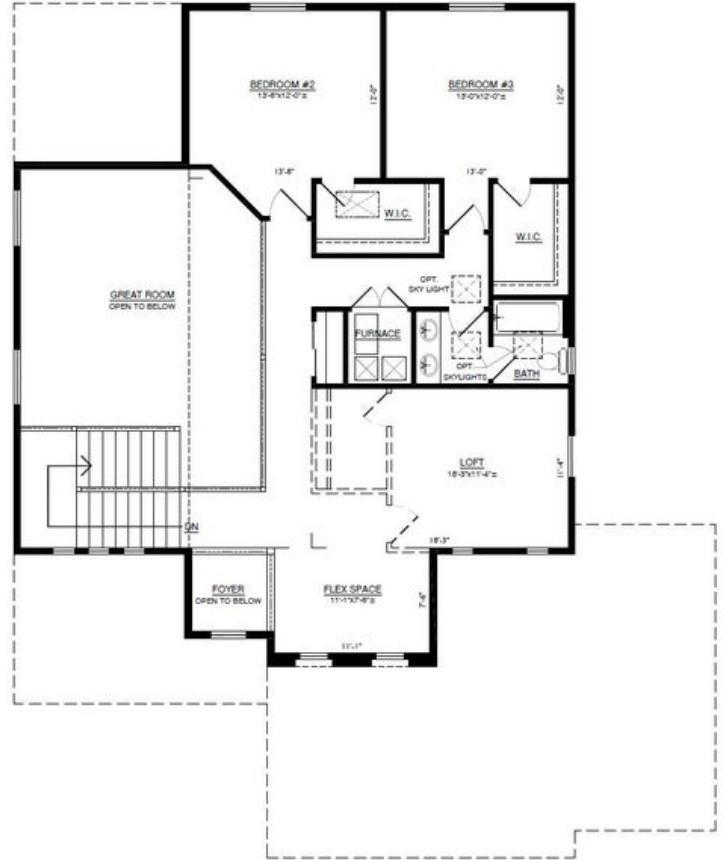 BEDROOM #2
13'-6"X12'-0"±
12'-0"
13'-6"
BEDROOM #3
13'-0"X12'-0"±
12'-0"
13'-0"
W.I.C.
W.I.C.
GREAT ROOM
OPEN TO BELOW
OPT.
SKY LIGHT
FURNACE
OPT.
SKYLIGHTS
BATH
LOFT
16'-3"X11'-4"±
11'-4"
16'-3"
DN
FOYER
OPEN TO BELOW
FLEX SPACE
11'-1"X7'-6"±
7'-6"
11'-1"